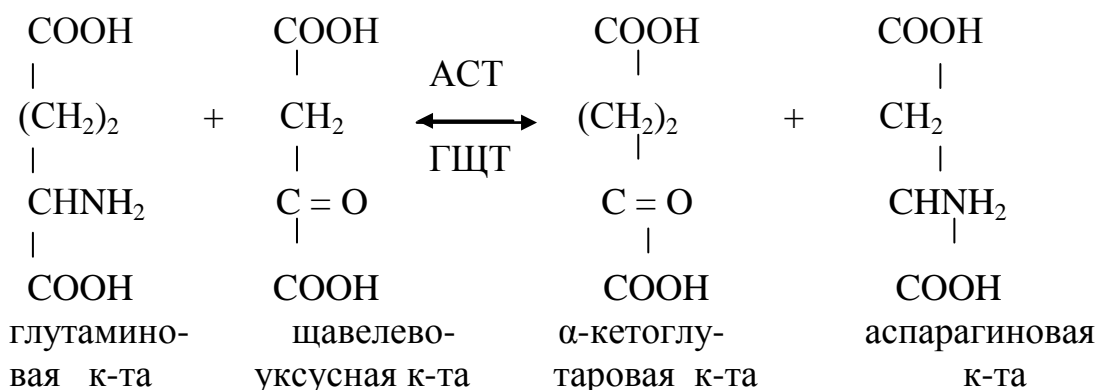 COOH COOH COOH COOH
АСТ
(CH₂)₂ + CH₂ (CH₂)₂ + CH₂
ГЩТ
CHNH₂ C = O C = O CHNH₂
COOH COOH COOH COOH
глутамино- щавелево- α-кетоглу- аспарагиновая
вая к-та уксусная к-та таровая к-та к-та